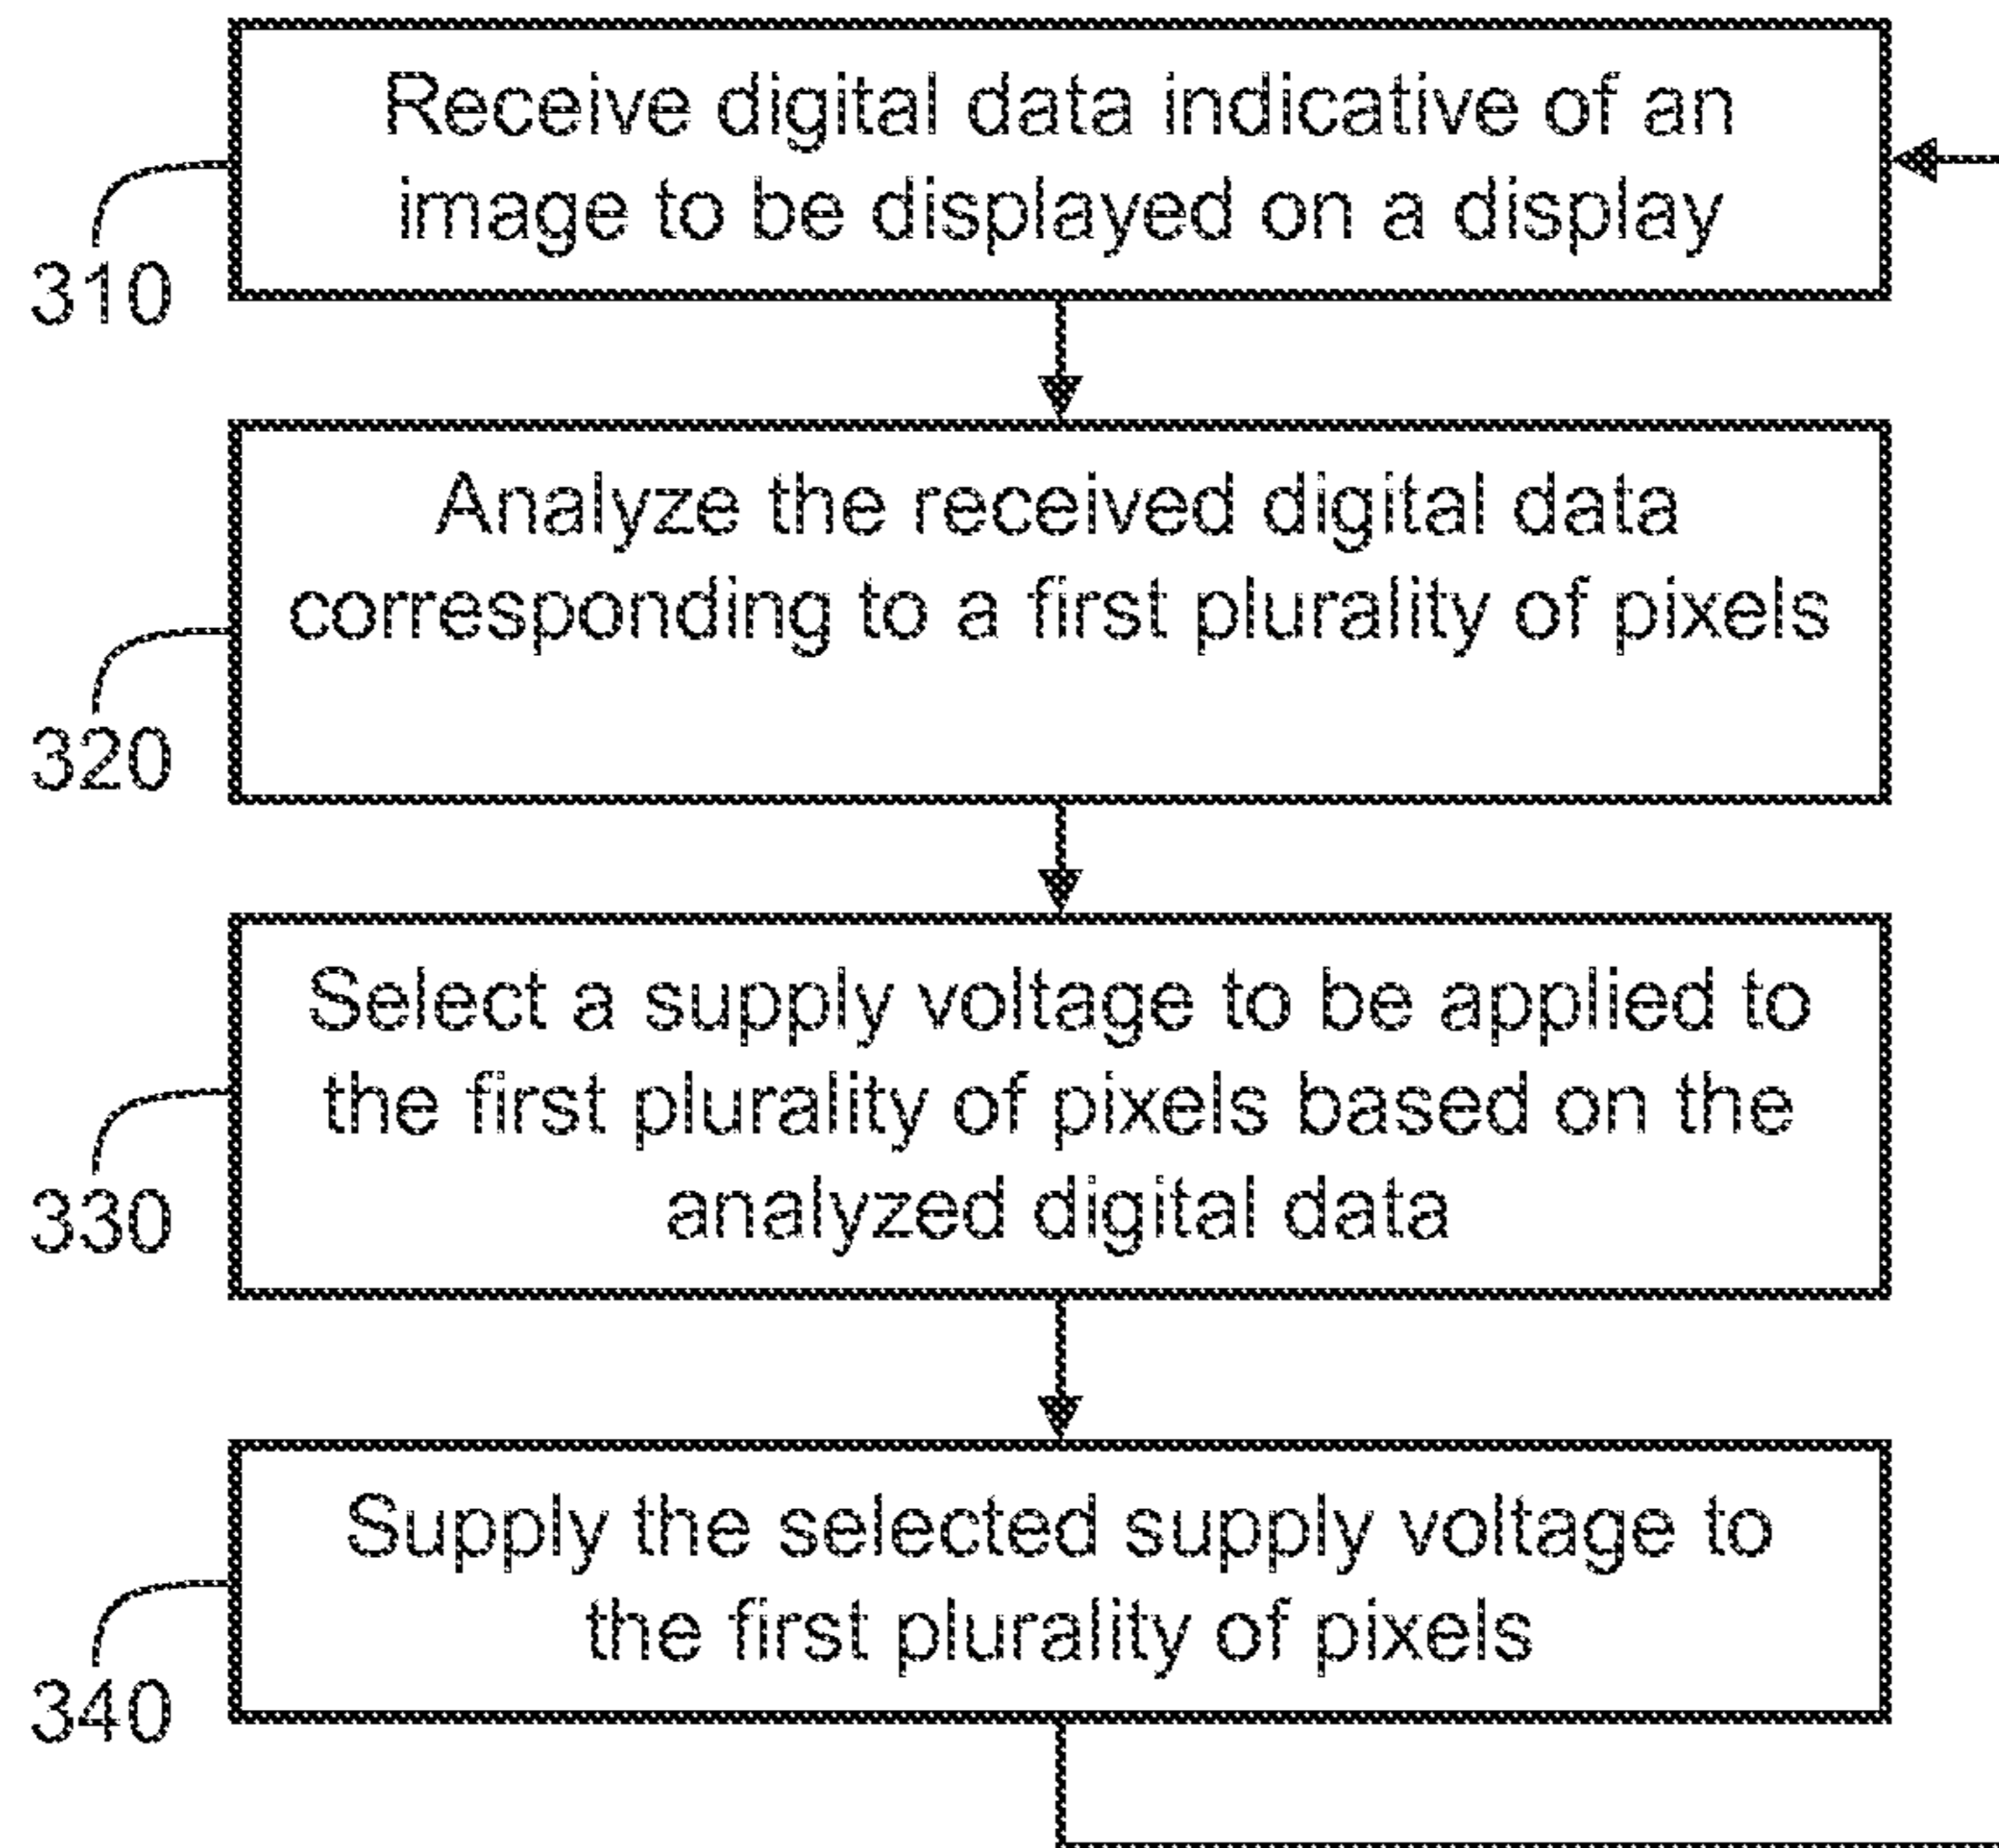 Receive digital data indicative of an
image to be displayed on a display
310
Analyze the received digital data
corresponding to a first plurality of pixels
320
Select a supply voltage to be applied to
the first plurality of pixels based on the
analyzed digital data
330
Supply the selected supply voltage to
the first plurality of pixels
340